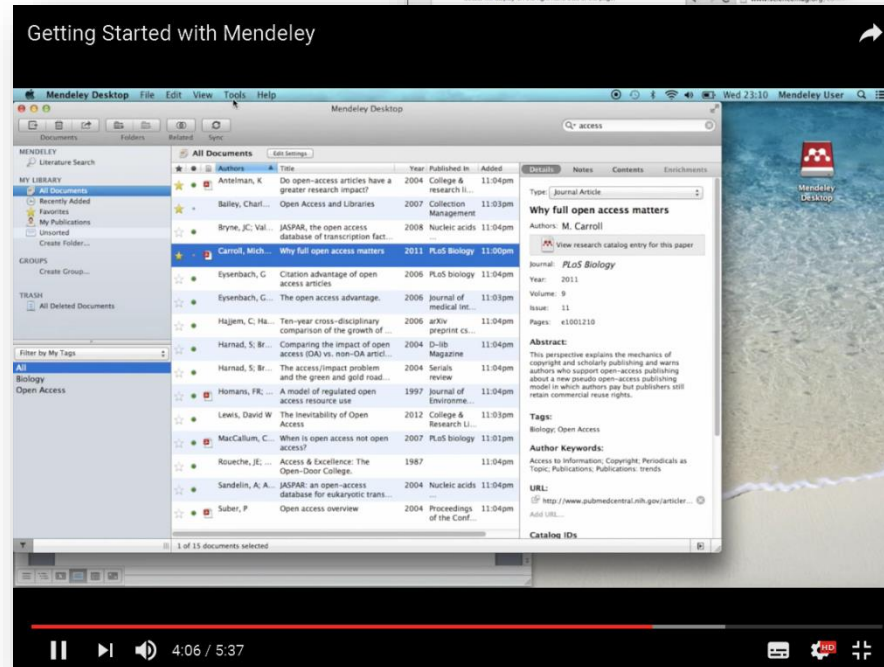 Getting Started with Mendeley
Mendeley Desktop File Edit View Tools Help
Wed 23:10 Mendeley User
Mendeley Desktop
Documents Folders Related Sync
access
MENDELEY
Literature Search
MY LIBRARY
All Documents
Recently Added
Favorites
My Publications
Unsorted
Create Folder...
GROUPS
Create Group...
TRASH
All Deleted Documents
Filter by My Tags
All
Biology
Open Access
All Documents Edit Settings
Authors Title Year Published In Added
Antelman, K Do open-access articles have a 2004 College & 11:04pm
greater research impact? research li...
Bailey, Charl... Open Access and Libraries 2007 Collection 11:03pm
Management
Bryne, JC; Val... JASPAR, the open access 2008 Nucleic acids 11:04pm
database of transcription fact... ...
Carroll, Mich... Why full open access matters 2011 PLoS Biology 11:00pm
Eysenbach, G Citation advantage of open 2006 PLoS biology 11:04pm
access articles
Eysenbach, G... The open access advantage. 2006 Journal of 11:03pm
medical Int...
Hajjem, C; Ha... Ten-year cross-disciplinary 2006 arXiv 11:04pm
comparison of the growth of ... preprint cs...
Harnad, S; Br... Comparing the impact of open 2004 D-lib 11:04pm
access (OA) vs. non-OA articl... Magazine
Harnad, S; Br... The access/impact problem 2004 Serials 11:04pm
and the green and gold road... review
Homans, FR; ... A model of regulated open 1997 Journal of 11:04pm
access resource use Environme...
Lewis, David W The Inevitability of Open 2012 College & 11:03pm
Access Research Li...
MacCallum, C... When is open access not open 2007 PLoS biology 11:01pm
access?
Roueche, JE; ... Access & Excellence: The 1987 11:04pm
Open-Door College.
Sandelin, A; A... JASPAR: an open-access 2004 Nucleic acids 11:04pm
database for eukaryotic trans... ...
Suber, P Open access overview 2004 Proceedings 11:04pm
of the Conf...
1 of 15 documents selected
Details Notes Contents Enrichments
Type: Journal Article
Why full open access matters
Authors: M. Carroll
View research catalog entry for this paper
Journal: PLoS Biology
Year: 2011
Volume: 9
Issue: 11
Pages: e1001210
Abstract:
This perspective explains the mechanics of
copyright and scholarly publishing and warns
authors who support open-access publishing
about a new pseudo open-access publishing
model in which authors pay but publishers still
retain commercial reuse rights.
Tags:
Biology; Open Access
Author Keywords:
Access to Information; Copyright; Periodicals as
Topic; Publications; Publications: trends
URL:
http://www.pubmedcentral.nih.gov/articler...
Add URL...
Catalog IDs
Mendeley
Desktop
4:06 / 5:37
HD